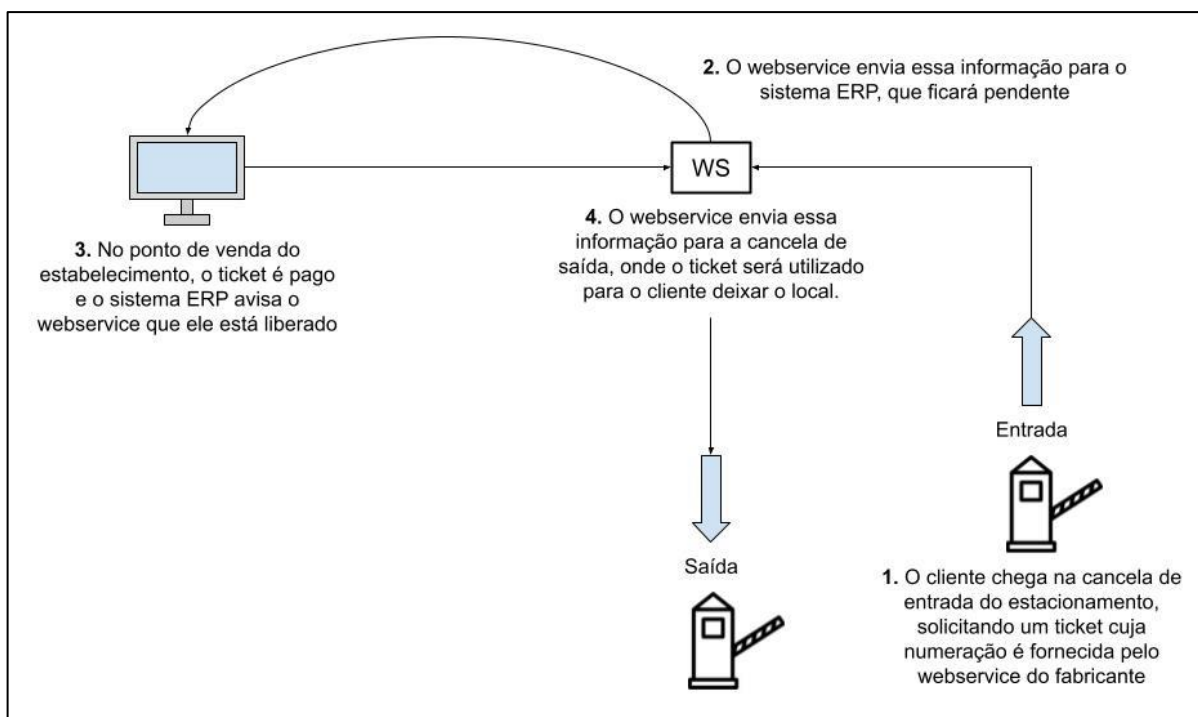 2. O webservice envia essa informação para o
sistema ERP, que ficará pendente
WS
3. No ponto de venda do
estabelecimento, o ticket é pago
e o sistema ERP avisa o
webservice que ele está liberado
4. O webservice envia essa
informação para a cancela de
saída, onde o ticket será utilizado
para o cliente deixar o local.
Entrada
Saída
1. O cliente chega na cancela de
entrada do estacionamento,
solicitando um ticket cuja
numeração é fornecida pelo
webservice do fabricante